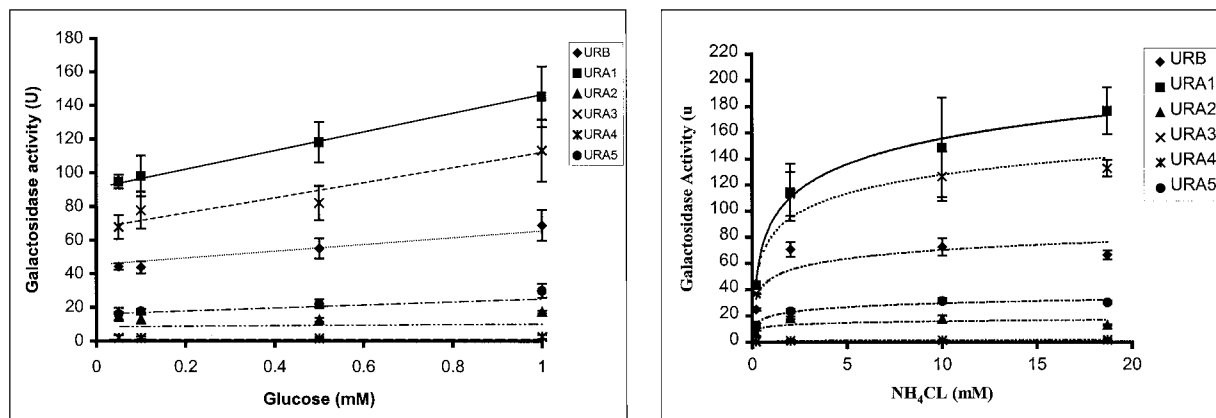 180
160
140
120
100
80
60
40
20
0
Galactosidase activity (U)
0 0.2 0.4 0.6 0.8 1
Glucose (mM)
URB
URA1
URA2
URA3
URA4
URA5
220
200
180
160
140
120
100
80
60
40
20
0
Galactosidase Activity (u
0 5 10 15 20
NH₄CL (mM)
URB
URA1
URA2
URA3
URA4
URA5